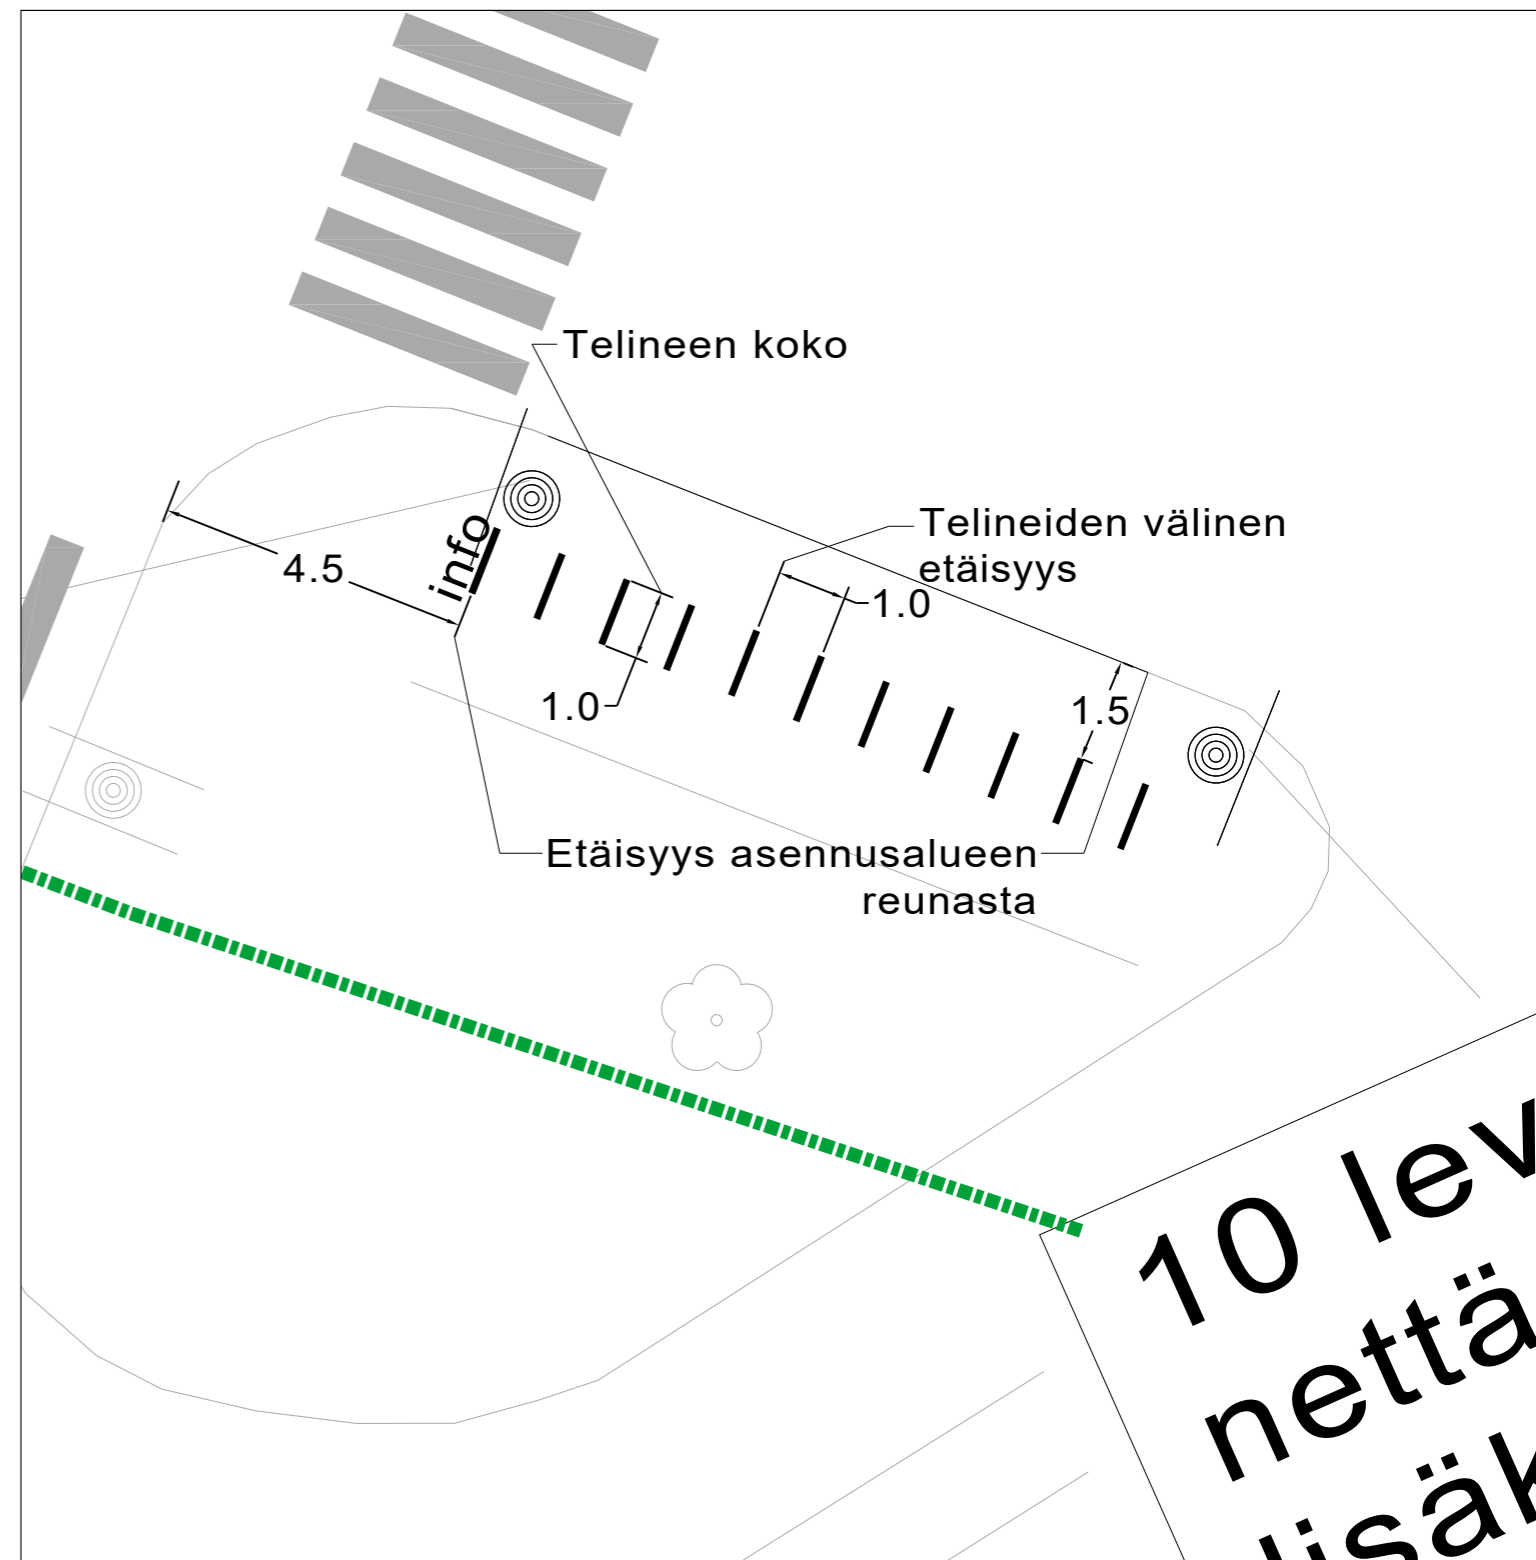 Telineen koko
Telineiden välinen
etäisyys
1.0
4.5
info
1.0
1.5
Etäisyys asennusalueen
reunasta
10 lev
nettä
lisäk